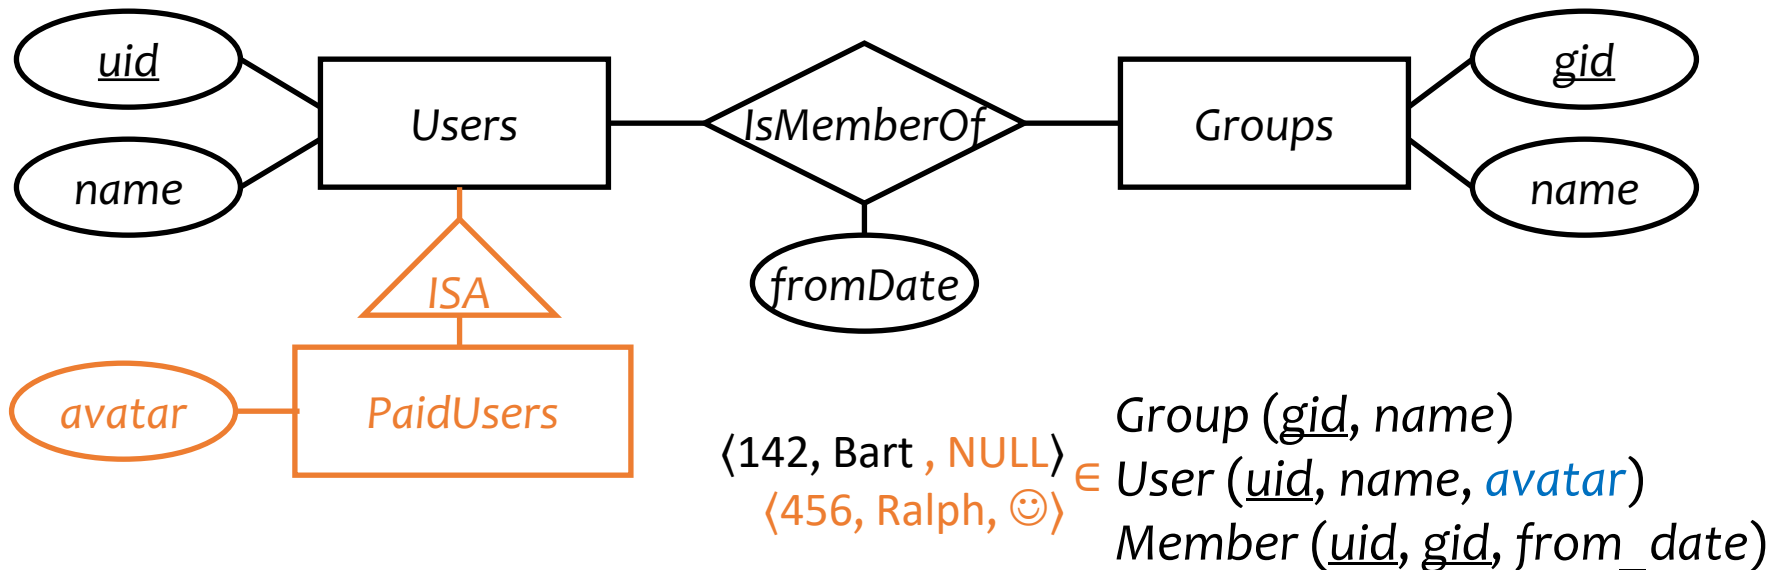 uid
name
Users
IsMemberOf
fromDate
Groups
gid
name
ISA
avatar
PaidUsers
⟨142, Bart , NULL⟩
⟨456, Ralph, ☺⟩
∈
Group (gid, name)
User (uid, name, avatar)
Member (uid, gid, from_date)